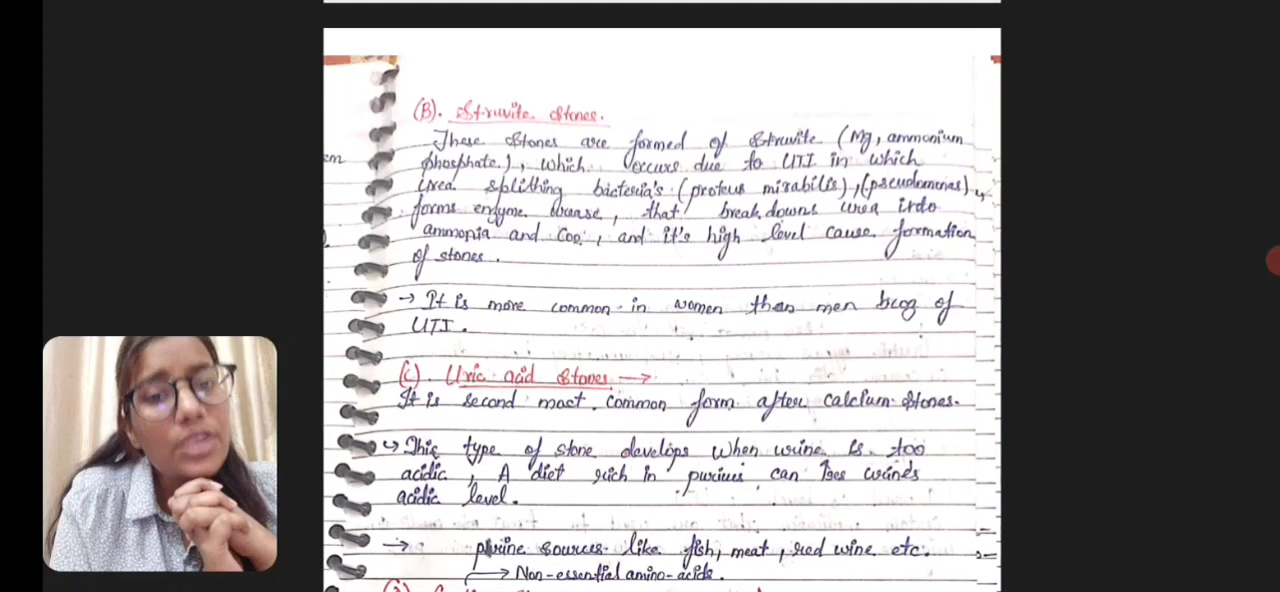 (B). Struvite Stones.
These Stones are formed of Struvite (Mg, ammonium
phosphate), which occurs due to UTI in which
Urea splithing bacteria's (proteus mirabilis), (pseudomonas)
forms enzyme urease, that break downs urea into
ammonia and CO2, and it's high level cause formation
of stones.
→ It is more common in women than men bcoz of
UTI.
(C). Uric acid Stones →
It is second most common form after calcium stones.
↳ This type of stone develops when urine is too
acidic, A diet rich in purines can ↑ses urine's
acidic level.
→ purine sources like fish, meat, red wine etc.
→ Non-essential amino-acids.